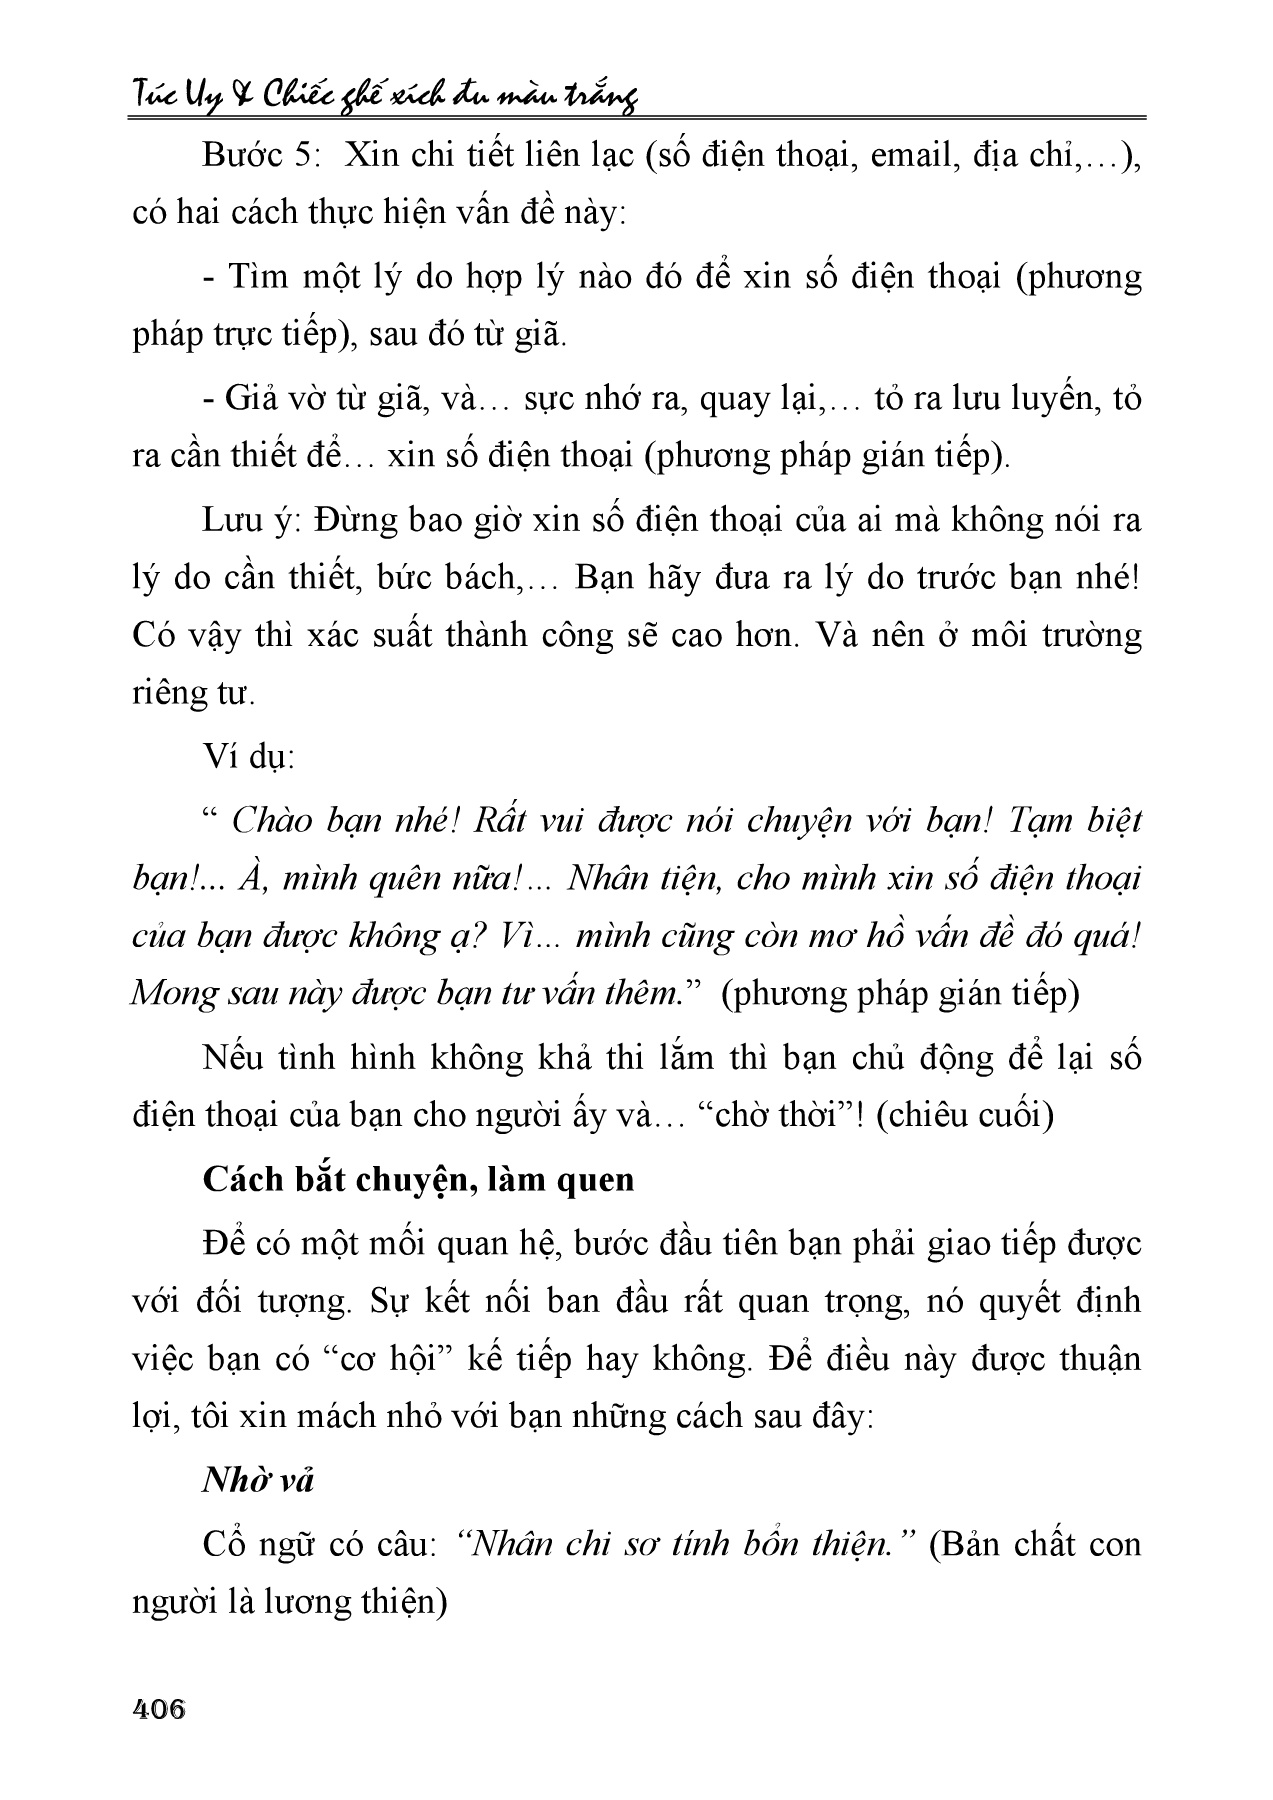 Túc Uy & Chiếc ghế xích đu màu trắng
Bước 5:  Xin chi tiết liên lạc (số điện thoại, email, địa chỉ,…),
có hai cách thực hiện vấn đề này:
- Tìm một lý do hợp lý nào đó để xin số điện thoại (phương
pháp trực tiếp), sau đó từ giã.
- Giả vờ từ giã, và… sực nhớ ra, quay lại,… tỏ ra lưu luyến, tỏ
ra cần thiết để… xin số điện thoại (phương pháp gián tiếp).
Lưu ý: Đừng bao giờ xin số điện thoại của ai mà không nói ra
lý do cần thiết, bức bách,… Bạn hãy đưa ra lý do trước bạn nhé!
Có vậy thì xác suất thành công sẽ cao hơn. Và nên ở môi trường
riêng tư.
Ví dụ:
“ Chào bạn nhé! Rất vui được nói chuyện với bạn! Tạm biệt
bạn!... À, mình quên nữa!... Nhân tiện, cho mình xin số điện thoại
của bạn được không ạ? Vì... mình cũng còn mơ hồ vấn đề đó quá!
Mong sau này được bạn tư vấn thêm.”  (phương pháp gián tiếp)
Nếu tình hình không khả thi lắm thì bạn chủ động để lại số
điện thoại của bạn cho người ấy và… “chờ thời”! (chiêu cuối)
Cách bắt chuyện, làm quen
Để có một mối quan hệ, bước đầu tiên bạn phải giao tiếp được
với đối tượng. Sự kết nối ban đầu rất quan trọng, nó quyết định
việc bạn có “cơ hội” kế tiếp hay không. Để điều này được thuận
lợi, tôi xin mách nhỏ với bạn những cách sau đây:
Nhờ vả
Cổ ngữ có câu: “Nhân chi sơ tính bổn thiện.” (Bản chất con
người là lương thiện)
406